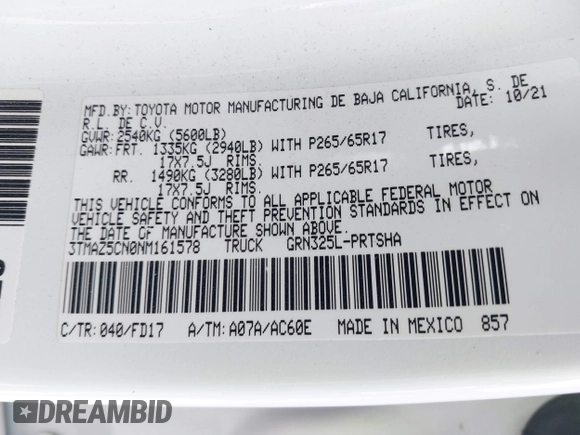 MFD.BY:TOYOTA MOTOR MANUFACTURING DE BAJA CALIFORNIA, S. DE
R.L. DE C.V. DATE: 10/21
GVWR:2540KG (5600LB)
GAWR:FRT. 1335KG (2940LB) WITH P265/65R17 TIRES,
17X7.5J RIMS.
RR. 1490KG (3280LB) WITH P265/65R17 TIRES,
17X7.5J RIMS.
THIS VEHICLE CONFORMS TO ALL APPLICABLE FEDERAL MOTOR
VEHICLE SAFETY AND THEFT PREVENTION STANDARDS IN EFFECT ON
THE DATE OF MANUFACTURE SHOWN ABOVE.
3TMAZ5CN0NM161578 TRUCK GRN325L-PRTSHA
C/TR:040/FD17 A/TM:A07A/AC60E MADE IN MEXICO 857
DREAMBID